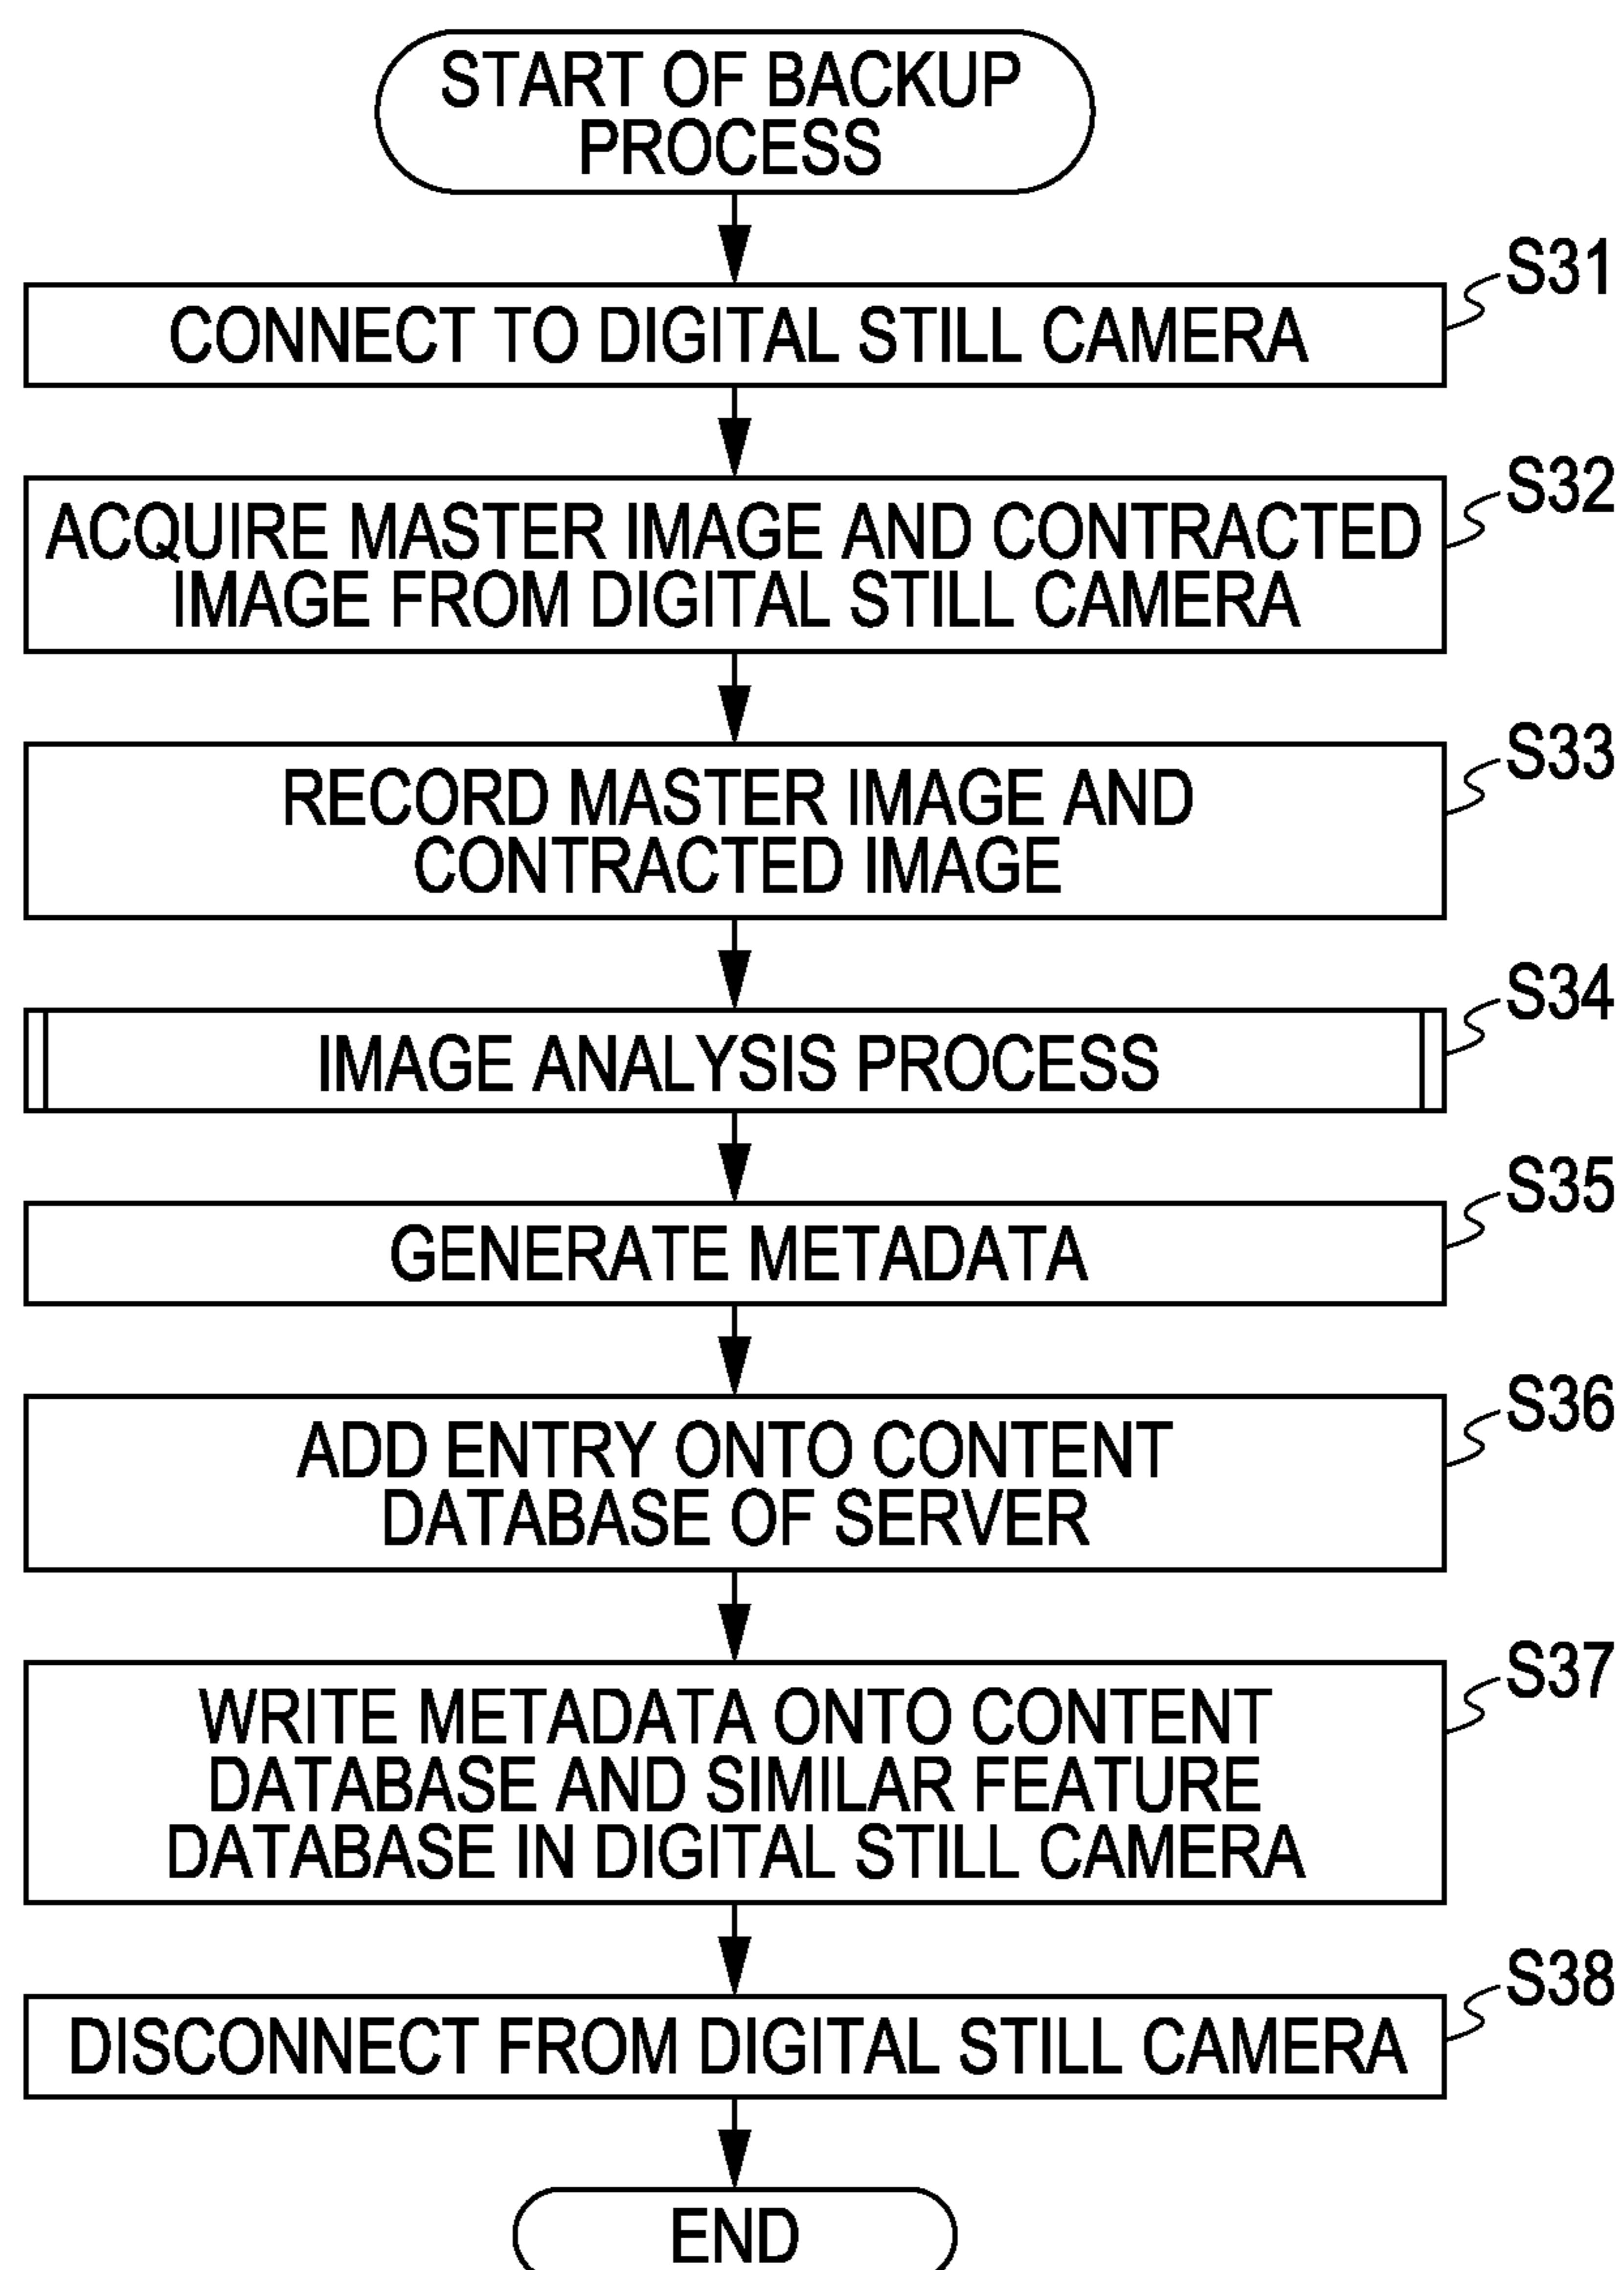 START OF BACKUP
PROCESS
S31
CONNECT TO DIGITAL STILL CAMERA
S32
ACQUIRE MASTER IMAGE AND CONTRACTED
IMAGE FROM DIGITAL STILL CAMERA
S33
RECORD MASTER IMAGE AND
CONTRACTED IMAGE
S34
IMAGE ANALYSIS PROCESS
S35
GENERATE METADATA
S36
ADD ENTRY ONTO CONTENT
DATABASE OF SERVER
S37
WRITE METADATA ONTO CONTENT
DATABASE AND SIMILAR FEATURE
DATABASE IN DIGITAL STILL CAMERA
S38
DISCONNECT FROM DIGITAL STILL CAMERA
END